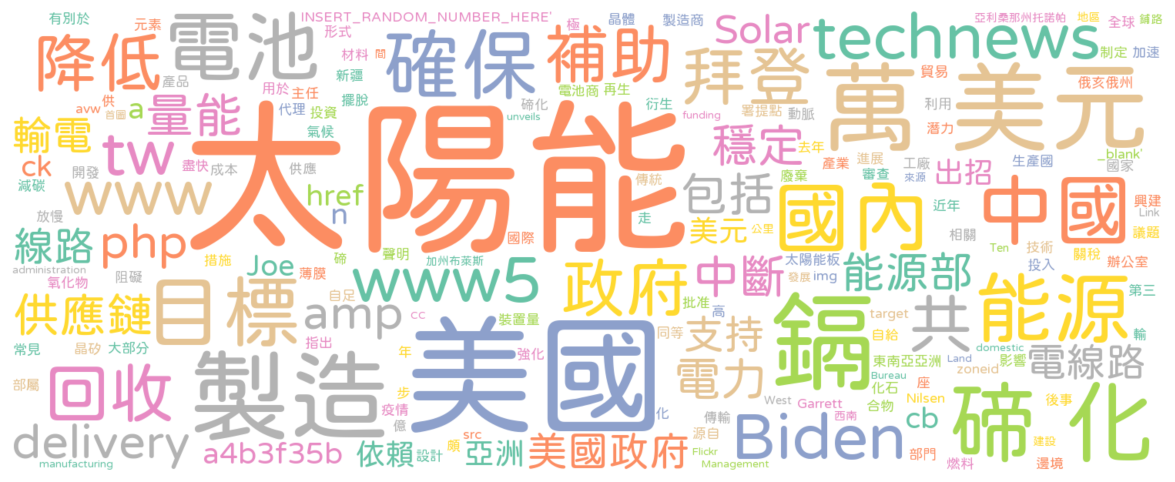 有別於 元素 INSERT_RANDOM_NUMBER_HERE' 極 晶體 製造商 Solar technews 亞利桑那州托諾帕 地區 鋪路
降低 電池 形式 確保 補助 拜登 全球 制定 加速
材料 間 新疆 貿易 俄亥俄州
產品 用於 主任 擺脫 電池商 再生 萬 美元 利用 潛力
avw 供 首圖 代理 投資 碲化 unveils 衍生 署提點 動脈
輸電 a 量能 氣候 太陽能 funding 穩定 去年 _blank'
ck tw 產業 進展 審查 工廠 生產國 國家
減碳 開發 盡快 成本 供應 傳統 West 廢棄 出招 來源
www href n 包括 國內 近年 中國 興建 Link
放慢 走 美元 公里 相關 議題
線路 php 聲明 國際 Ten 技術 關稅 辦公室
administration 措施 Joe 加州布萊斯 中斷 太陽能板 能源部 投入
氧化物 阻礙 薄膜 碲 www5 政府 發展 img 第三
供應鏈 目標 自足 amp cc 裝置量 批准 高 鎘 target 共 能源
常見 大部分 晶矽 指出 同等 支持 自給 domestic 輸
部屬 製造 年 強化 美國 電力 東南亞亞洲 Land 影響 電線路
回收 步 化 Bureau 化石 座 zoneid
疫情 Garrett 合物 Nilsen 後事
億 傳輸 西南 cb 碲 化
delivery a4b3f35b src 依賴 設計 亞洲 美國政府 源自 Biden 部門 建設
manufacturing Flickr Management 燃料 邊境